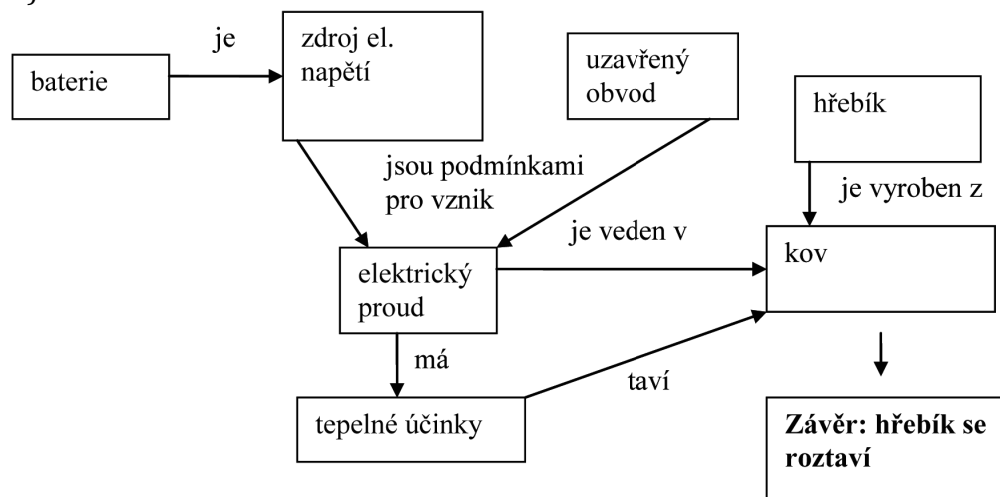 je
zdroj el.
napětí
baterie
uzavřený
obvod
hřebík
jsou podmínkami
pro vznik
je vyroben z
je veden v
elektrický
proud
kov
má
taví
tepelné účinky
Závěr: hřebík se
roztaví